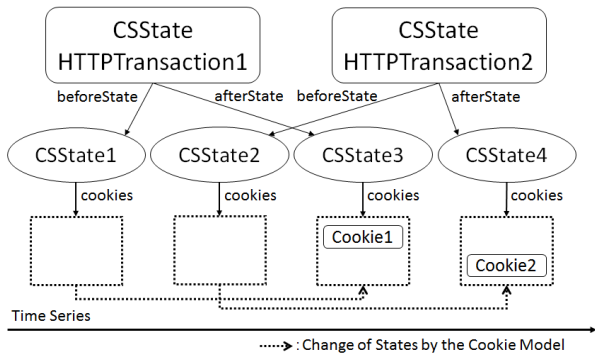 CSState
HTTPTransaction1
CSState
HTTPTransaction2
beforeState
afterState
beforeState
afterState
CSState1
CSState2
CSState3
CSState4
cookies
cookies
cookies
cookies
Cookie1
Cookie2
Time Series
: Change of States by the Cookie Model